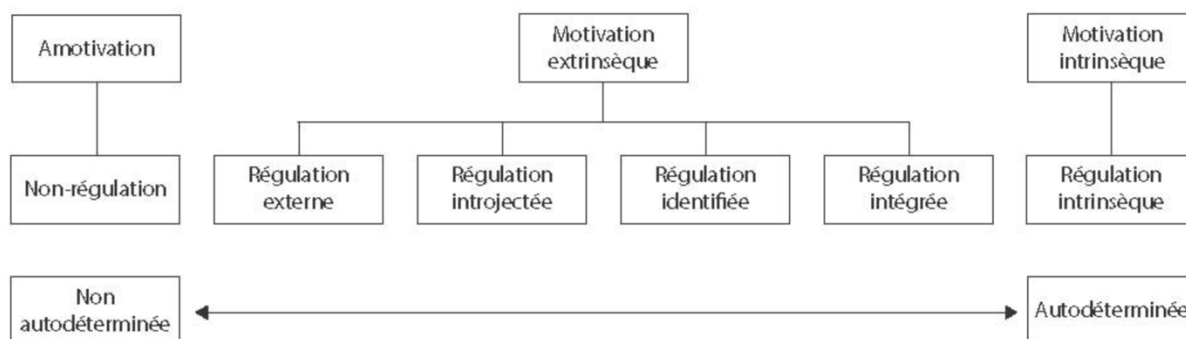 Amotivation
Motivation
extrinsèque
Motivation
intrinsèque
Non-régulation
Régulation
externe
Régulation
introjectée
Régulation
identifiée
Régulation
intégrée
Régulation
intrinsèque
Non
autodéterminée
Autodéterminée